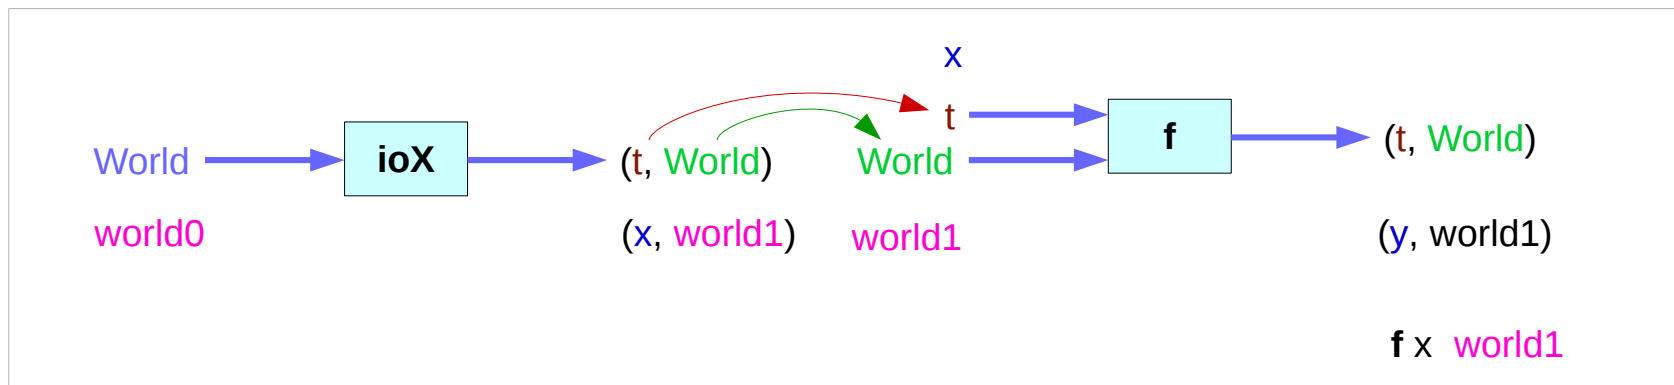 x
t
World
ioX
(t, World)
World
f
(t, World)
world0
(x, world1)
world1
(y, world1)
f x world1